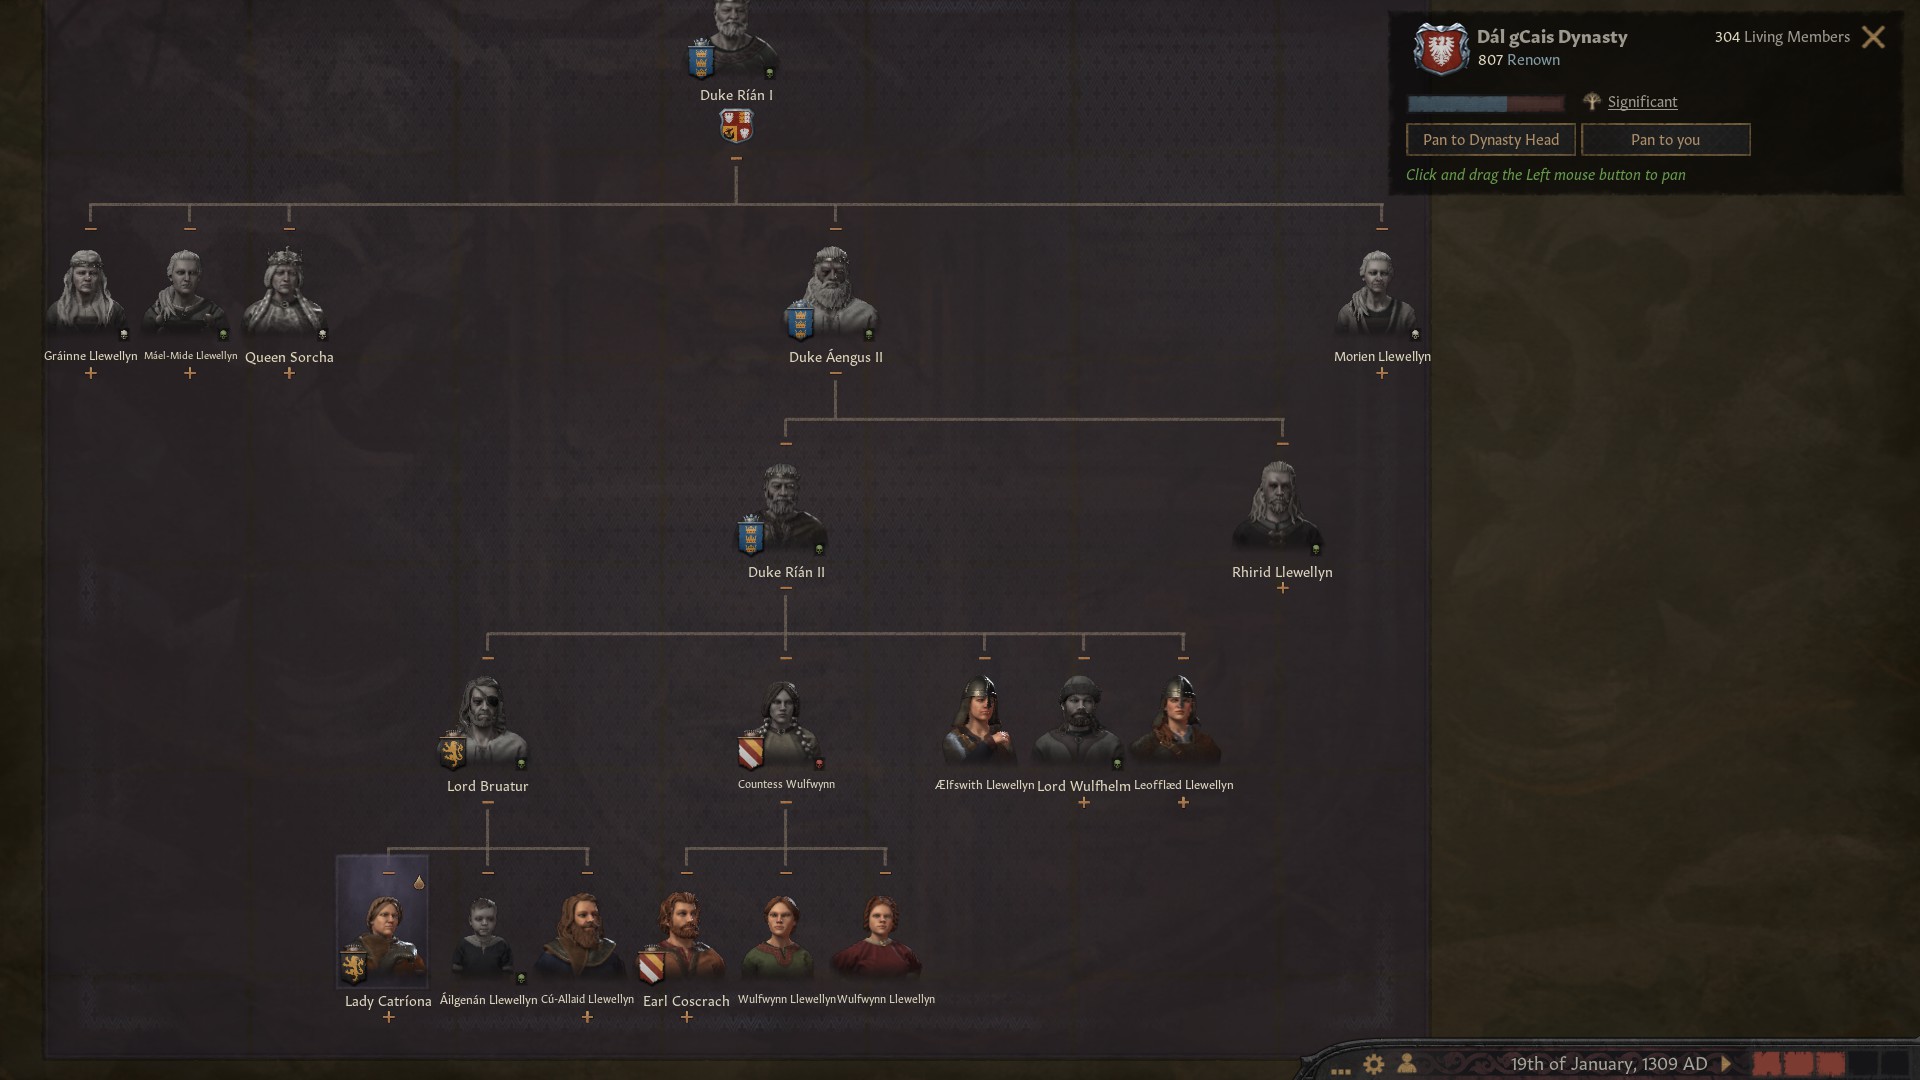 Dál gCais Dynasty
304 Living Members
807 Renown
Significant
Pan to Dynasty Head
Pan to you
Click and drag the Left mouse button to pan
Duke Ríán I
Gráinne Llewellyn
Máel-Mide Llewellyn
Queen Sorcha
Duke Áengus II
Morien Llewellyn
Duke Ríán II
Rhirid Llewellyn
Lord Bruatur
Countess Wulfwynn
Ælfswith Llewellyn
Lord Wulfhelm
Leofflæd Llewellyn
Lady Catríona
Áilgenán Llewellyn
Cú-Allaid Llewellyn
Earl Coscrach
Wulfwynn Llewellyn
Wulfwynn Llewellyn
... 19th of January, 1309 AD